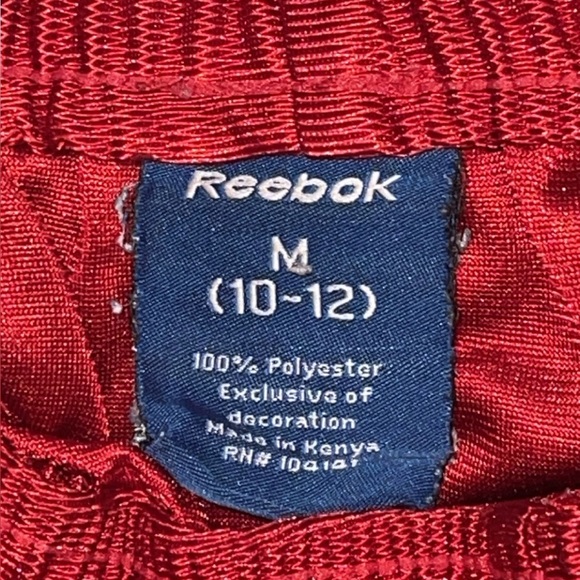 Reebok
M
(10-12)
100% Polyester
Exclusive of
decoration
Made in Kenya
RN#